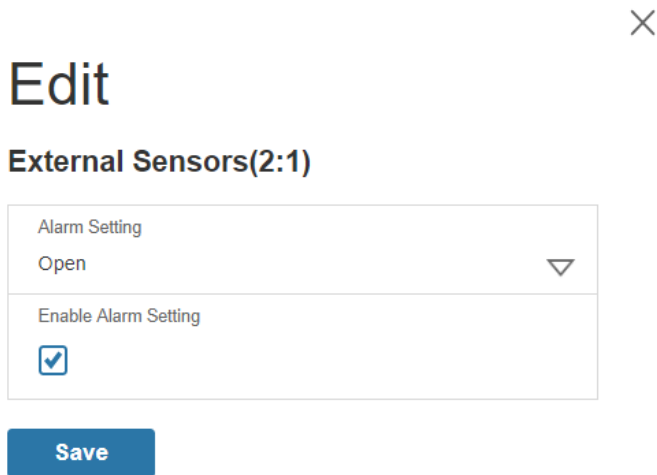 Edit
External Sensors(2:1)
Alarm Setting
Open
Enable Alarm Setting
Save